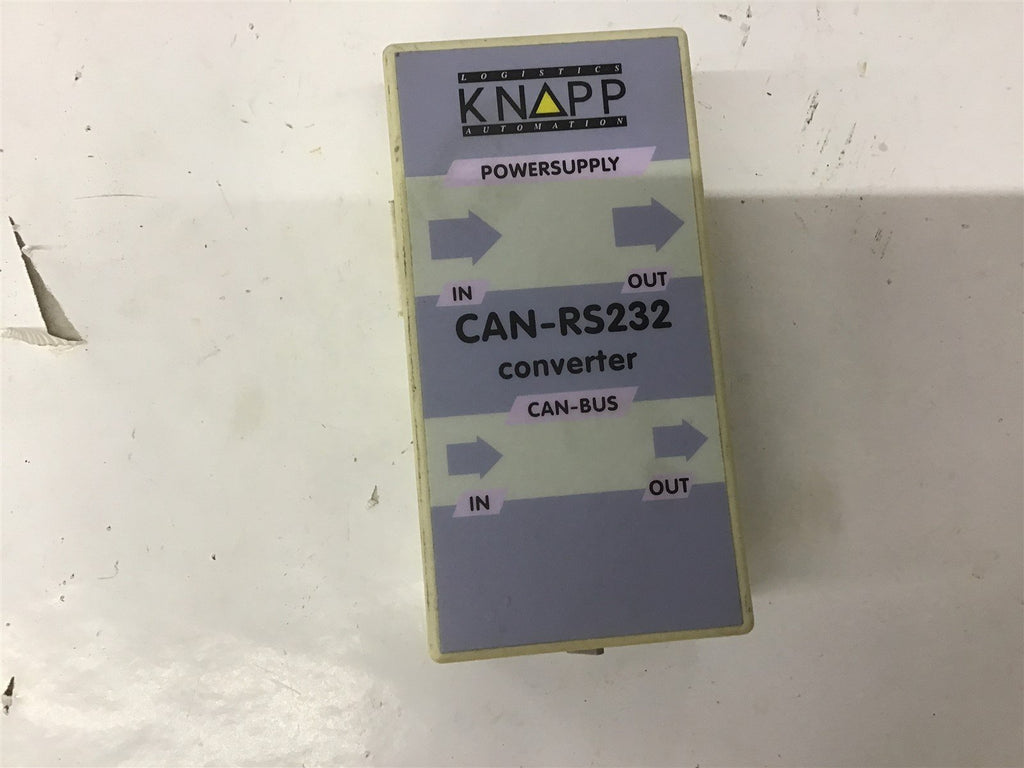 LOGISTICS
KNAPP
AUTOMATION
POWERSUPPLY
IN OUT
CAN-RS232
converter
CAN-BUS
IN OUT